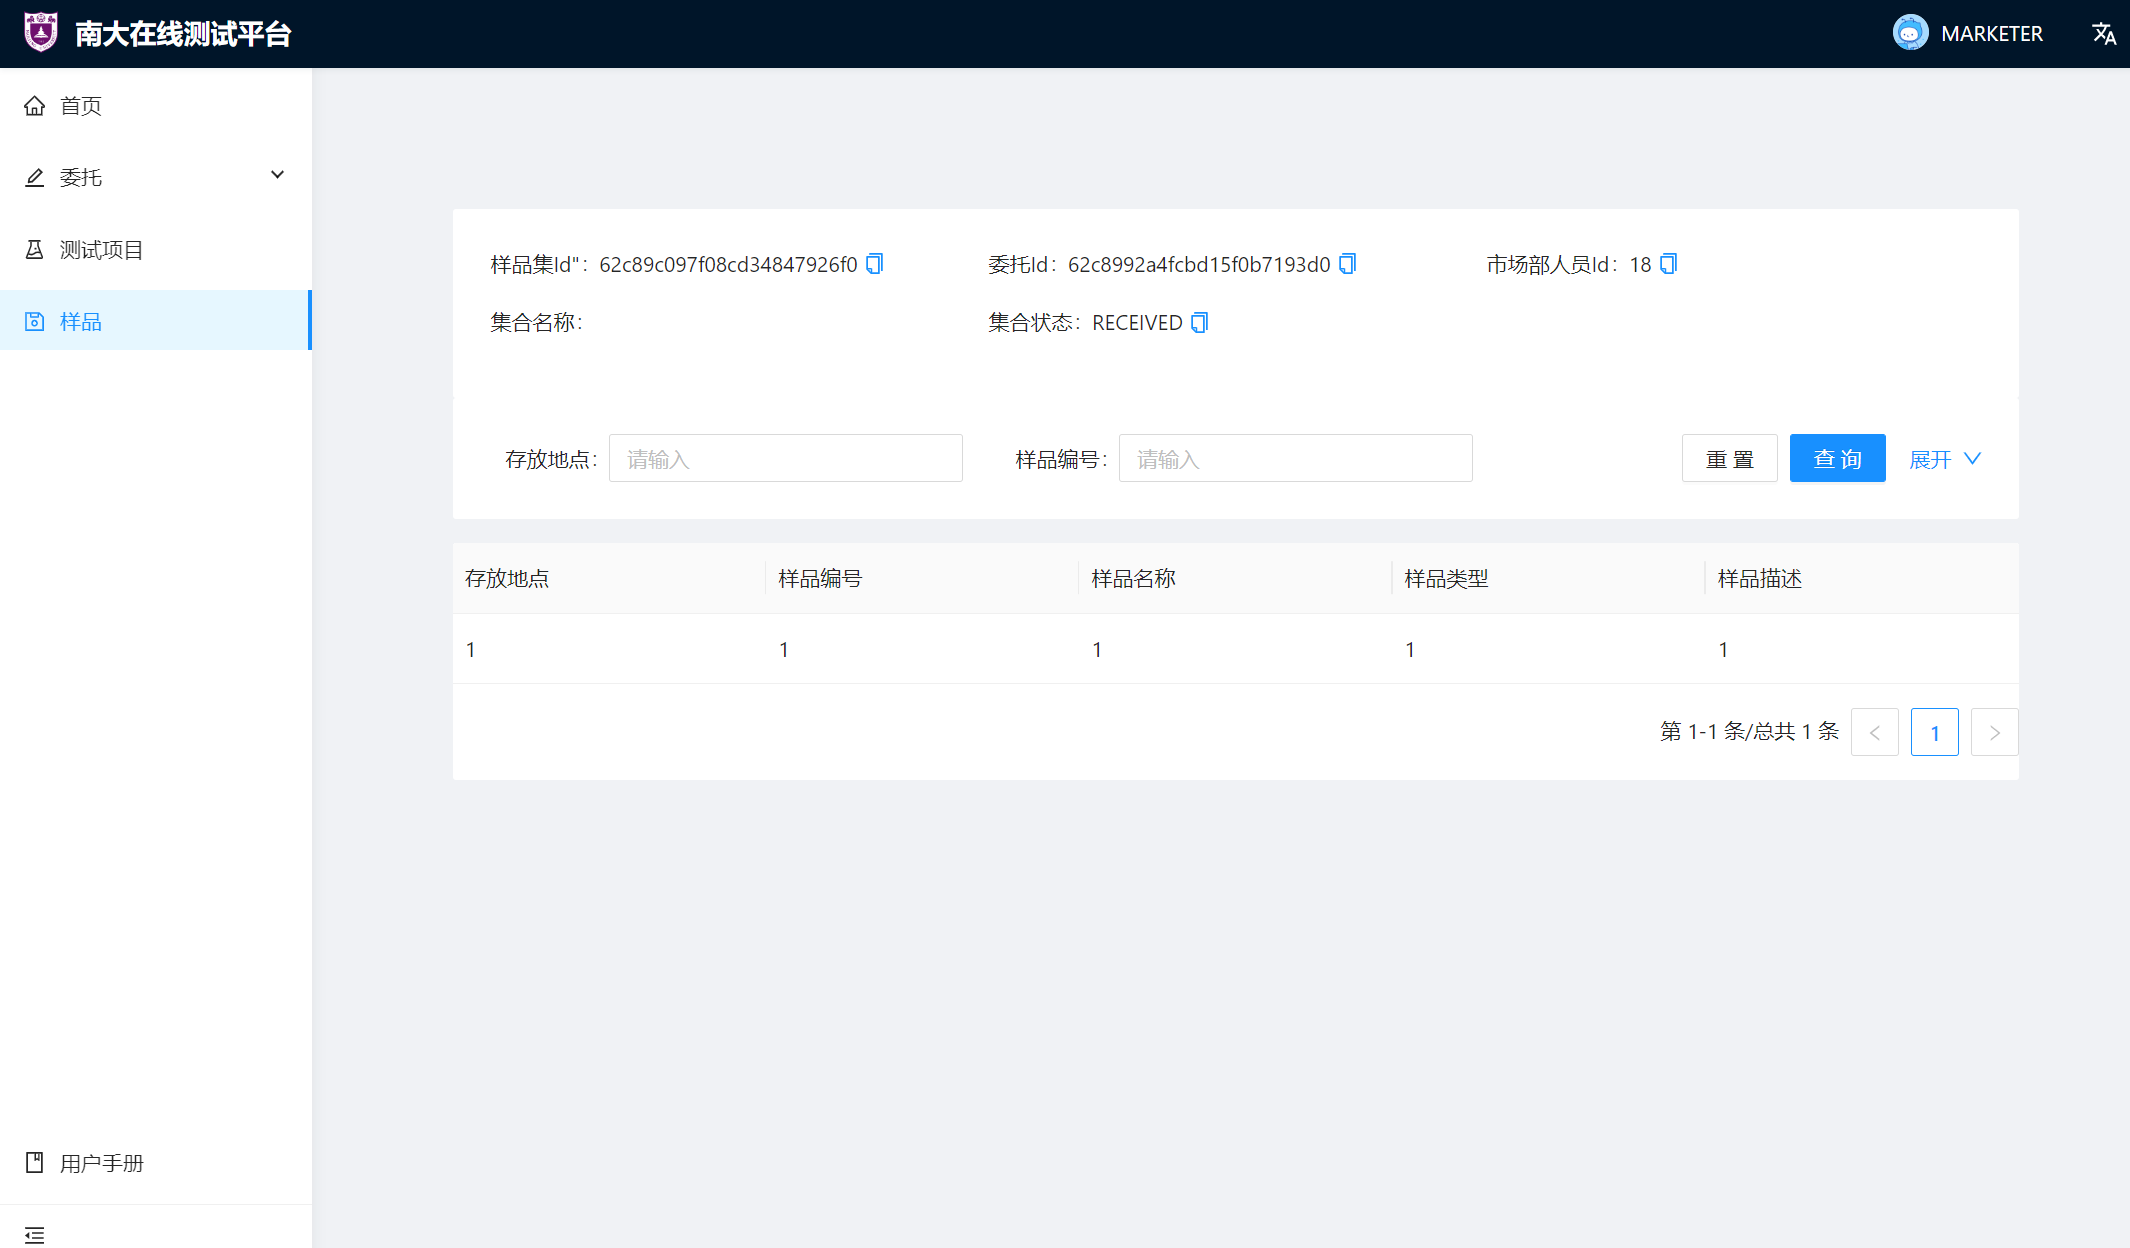 南大在线测试平台
MARKETER
首页
委托
测试项目
样品
样品集Id": 62c89c097f08cd34847926f0
委托Id: 62c8992a4fcbd15f0b7193d0
市场部人员Id: 18
集合名称:
集合状态: RECEIVED
存放地点: 请输入
样品编号: 请输入
重 置
查 询
展开
存放地点 样品编号 样品名称 样品类型 样品描述
1 1 1 1 1
第 1-1 条/总共 1 条 < 1 >
用户手册